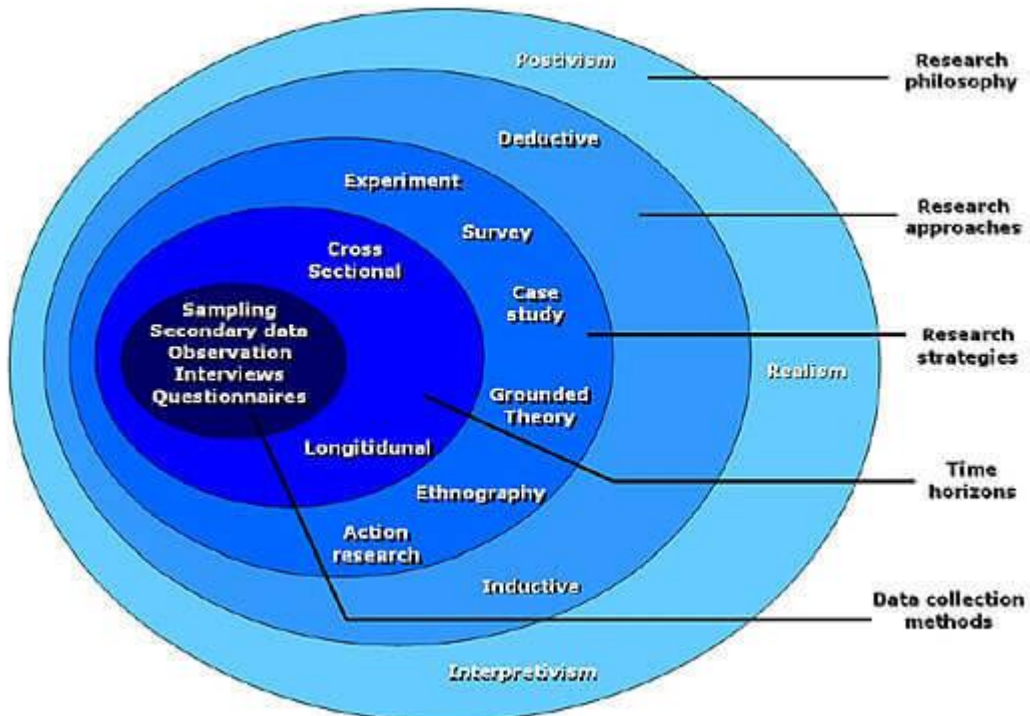 Postivism
Research
philosophy
Deductive
Experiment
Research
approaches
Survey
Cross
Sectional
Case
study
Sampling
Secondary data
Observation
Interviews
Questionnaires
Research
strategies
Realism
Grounded
Theory
Longitidunal
Time
horizons
Ethnography
Action
research
Inductive
Data collection
methods
Interpretivism